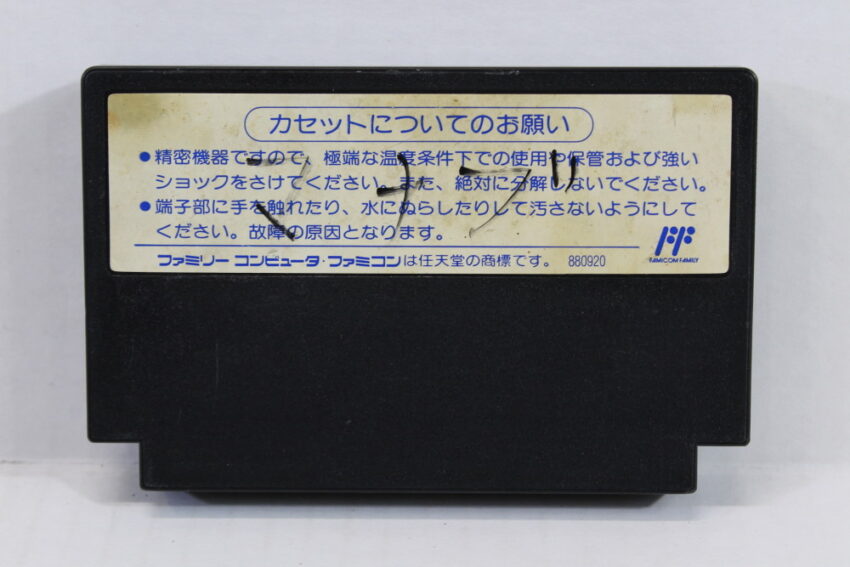 カセットについてのお願い
●精密機器ですので、極端な温度条件下での使用や保管および強い
ショックをさけてください。また、絶対に分解しないでください。
●端子部に手を触れたり、水にぬらしたりして汚さないようにして
ください。故障の原因となります。
FAMICOM FAMILY
ファミリーコンピュータ・ファミコンは任天堂の商標です。 880920